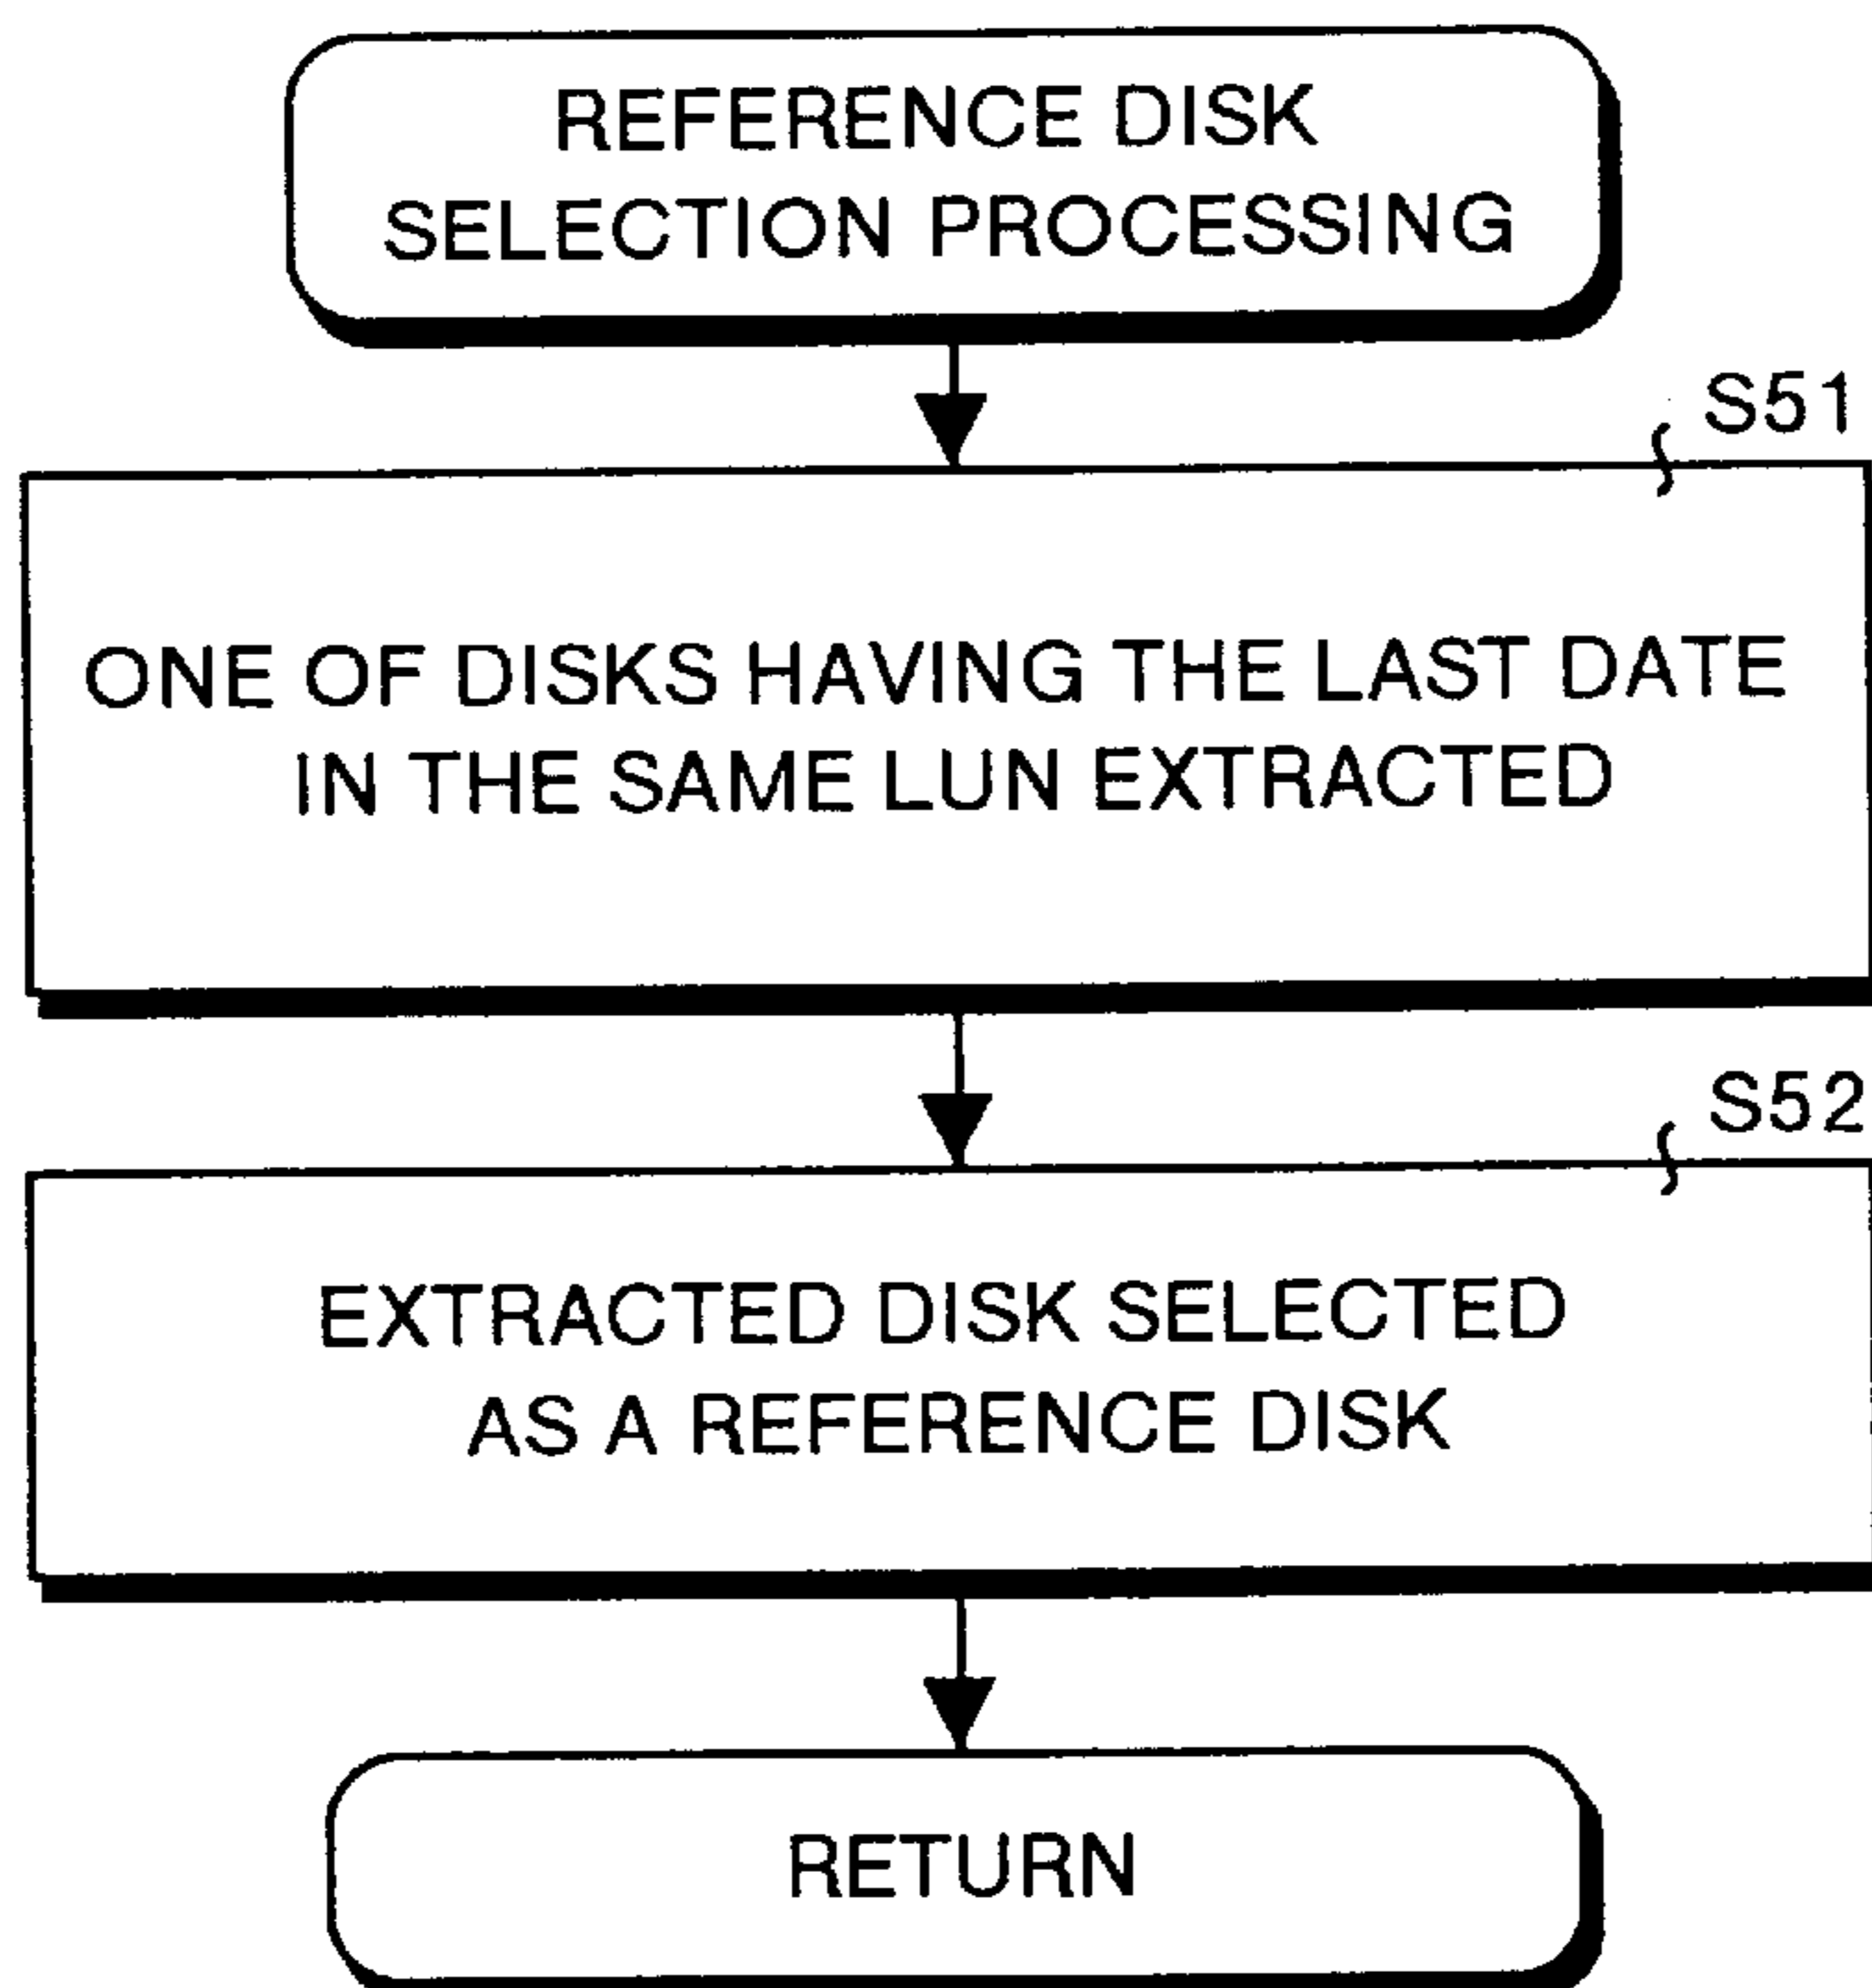 REFERENCE DISK
SELECTION PROCESSING
S51
ONE OF DISKS HAVING THE LAST DATE
IN THE SAME LUN EXTRACTED
S52
EXTRACTED DISK SELECTED
AS A REFERENCE DISK
RETURN